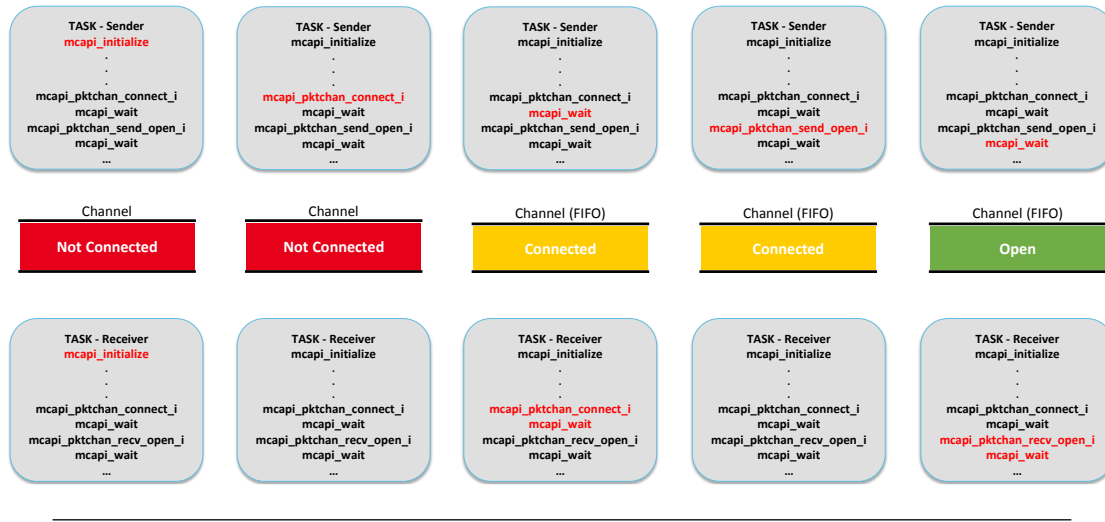 TASK - Sender
mcapi_initialize
.
.
.
mcapi_pktchan_connect_i
mcapi_wait
mcapi_pktchan_send_open_i
mcapi_wait
...
TASK - Sender
mcapi_initialize
.
.
.
mcapi_pktchan_connect_i
mcapi_wait
mcapi_pktchan_send_open_i
mcapi_wait
...
TASK - Sender
mcapi_initialize
.
.
.
mcapi_pktchan_connect_i
mcapi_wait
mcapi_pktchan_send_open_i
mcapi_wait
...
TASK - Sender
mcapi_initialize
.
.
.
mcapi_pktchan_connect_i
mcapi_wait
mcapi_pktchan_send_open_i
mcapi_wait
...
TASK - Sender
mcapi_initialize
.
.
.
mcapi_pktchan_connect_i
mcapi_wait
mcapi_pktchan_send_open_i
mcapi_wait
...
Channel
Not Connected
Channel
Not Connected
Channel (FIFO)
Connected
Channel (FIFO)
Connected
Channel (FIFO)
Open
TASK - Receiver
mcapi_initialize
.
.
.
mcapi_pktchan_connect_i
mcapi_wait
mcapi_pktchan_recv_open_i
mcapi_wait
...
TASK - Receiver
mcapi_initialize
.
.
.
mcapi_pktchan_connect_i
mcapi_wait
mcapi_pktchan_recv_open_i
mcapi_wait
...
TASK - Receiver
mcapi_initialize
.
.
.
mcapi_pktchan_connect_i
mcapi_wait
mcapi_pktchan_recv_open_i
mcapi_wait
...
TASK - Receiver
mcapi_initialize
.
.
.
mcapi_pktchan_connect_i
mcapi_wait
mcapi_pktchan_recv_open_i
mcapi_wait
...
TASK - Receiver
mcapi_initialize
.
.
.
mcapi_pktchan_connect_i
mcapi_wait
mcapi_pktchan_recv_open_i
mcapi_wait
...